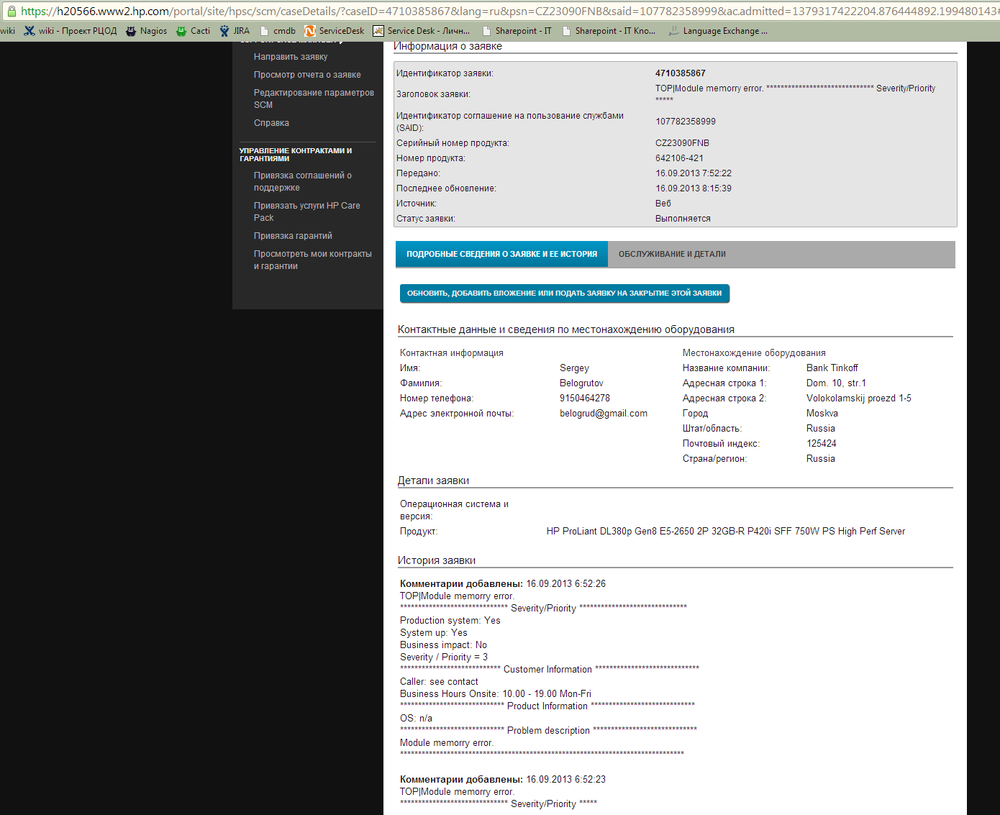 https://h20566.www2.hp.com/portal/site/hpsc/scm/caseDetails/?caseID=4710385867&lang=ru&psn=CZ23090FNB&said=107782358999&ac.admitted=1379317422204.876444892.199480143#
wiki wiki - Проект РЦОД Nagios Cacti JIRA cmdb ServiceDesk Service Desk - Личн... Sharepoint - IT Sharepoint - IT Kno... Language Exchange ...
Направить заявку
Просмотр отчета о заявке
Редактирование параметров
SCM
Справка
УПРАВЛЕНИЕ КОНТРАКТАМИ И
ГАРАНТИЯМИ
Привязка соглашений о
поддержке
Привязать услуги HP Care
Pack
Привязка гарантий
Просмотреть мои контракты
и гарантии
Информация о заявке
Идентификатор заявки: 4710385867
Заголовок заявки: TOP|Module memorry error. ****************************** Severity/Priority
*****
Идентификатор соглашение на пользование службами
(SAID): 107782358999
Серийный номер продукта: CZ23090FNB
Номер продукта: 642106-421
Передано: 16.09.2013 7:52:22
Последнее обновление: 16.09.2013 8:15:39
Источник: Веб
Статус заявки: Выполняется
ПОДРОБНЫЕ СВЕДЕНИЯ О ЗАЯВКЕ И ЕЕ ИСТОРИЯ ОБСЛУЖИВАНИЕ И ДЕТАЛИ
ОБНОВИТЬ, ДОБАВИТЬ ВЛОЖЕНИЕ ИЛИ ПОДАТЬ ЗАЯВКУ НА ЗАКРЫТИЕ ЭТОЙ ЗАЯВКИ
Контактные данные и сведения по местонахождению оборудования
Контактная информация Местонахождение оборудования
Имя: Sergey Название компании: Bank Tinkoff
Фамилия: Belogrutov Адресная строка 1: Dom. 10, str.1
Номер телефона: 9150464278 Адресная строка 2: Volokolamskij proezd 1-5
Адрес электронной почты: belogrud@gmail.com Город Moskva
Штат/область: Russia
Почтовый индекс: 125424
Страна/регион: Russia
Детали заявки
Операционная система и
версия:
Продукт: HP ProLiant DL380p Gen8 E5-2650 2P 32GB-R P420i SFF 750W PS High Perf Server
История заявки
Комментарии добавлены: 16.09.2013 6:52:26
TOP|Module memorry error.
****************************** Severity/Priority ******************************
Production system: Yes
System up: Yes
Business impact: No
Severity / Priority = 3
**************************** Customer Information *****************************
Caller: see contact
Business Hours Onsite: 10.00 - 19.00 Mon-Fri
***************************** Product Information *****************************
OS: n/a
***************************** Problem description *****************************
Module memorry error.
*******************************************************************************
Комментарии добавлены: 16.09.2013 6:52:23
TOP|Module memorry error.
****************************** Severity/Priority *****